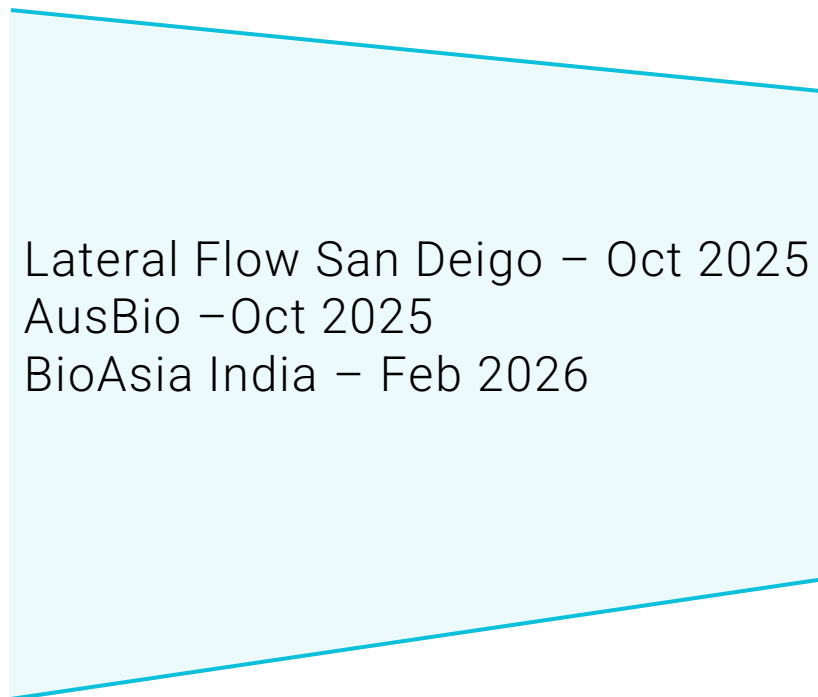 Lateral Flow San Deigo – Oct 2025
AusBio –Oct 2025
BioAsia India – Feb 2026